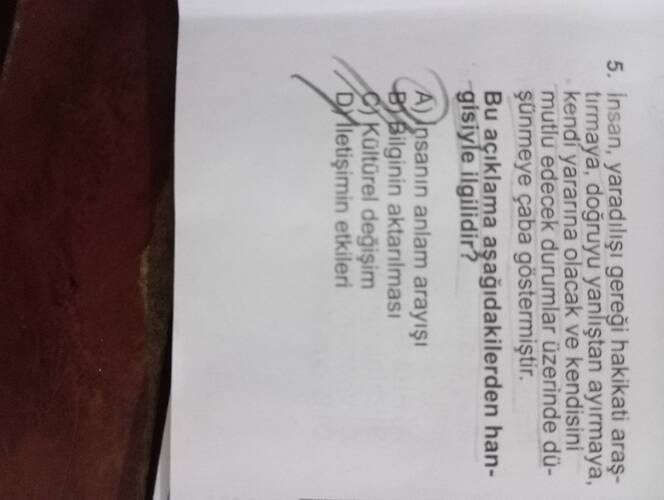 5. İnsan, yaradılışı gereği hakikati araş-
tırmaya, doğruyu yanlıştan ayırmaya,
kendi yararına olacak ve kendisini
mutlu edecek durumlar üzerinde dü-
şünmeye çaba göstermiştir.
Bu açıklama aşağıdakilerden han-
gisiyle ilgilidir?
A) İnsanın anlam arayışı
B) Bilginin aktarılması
C) Kültürel değişim
D) İletişimin etkileri